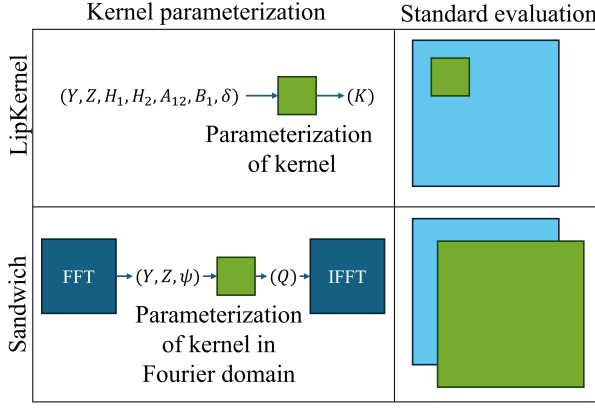 Kernel parameterization
Standard evaluation
LipKernel
(Y, Z, H₁, H₂, A₁₂, B₁, δ)
(K)
Parameterization
of kernel
Sandwich
FFT
(Y, Z, ψ)
(Q)
IFFT
Parameterization
of kernel in
Fourier domain